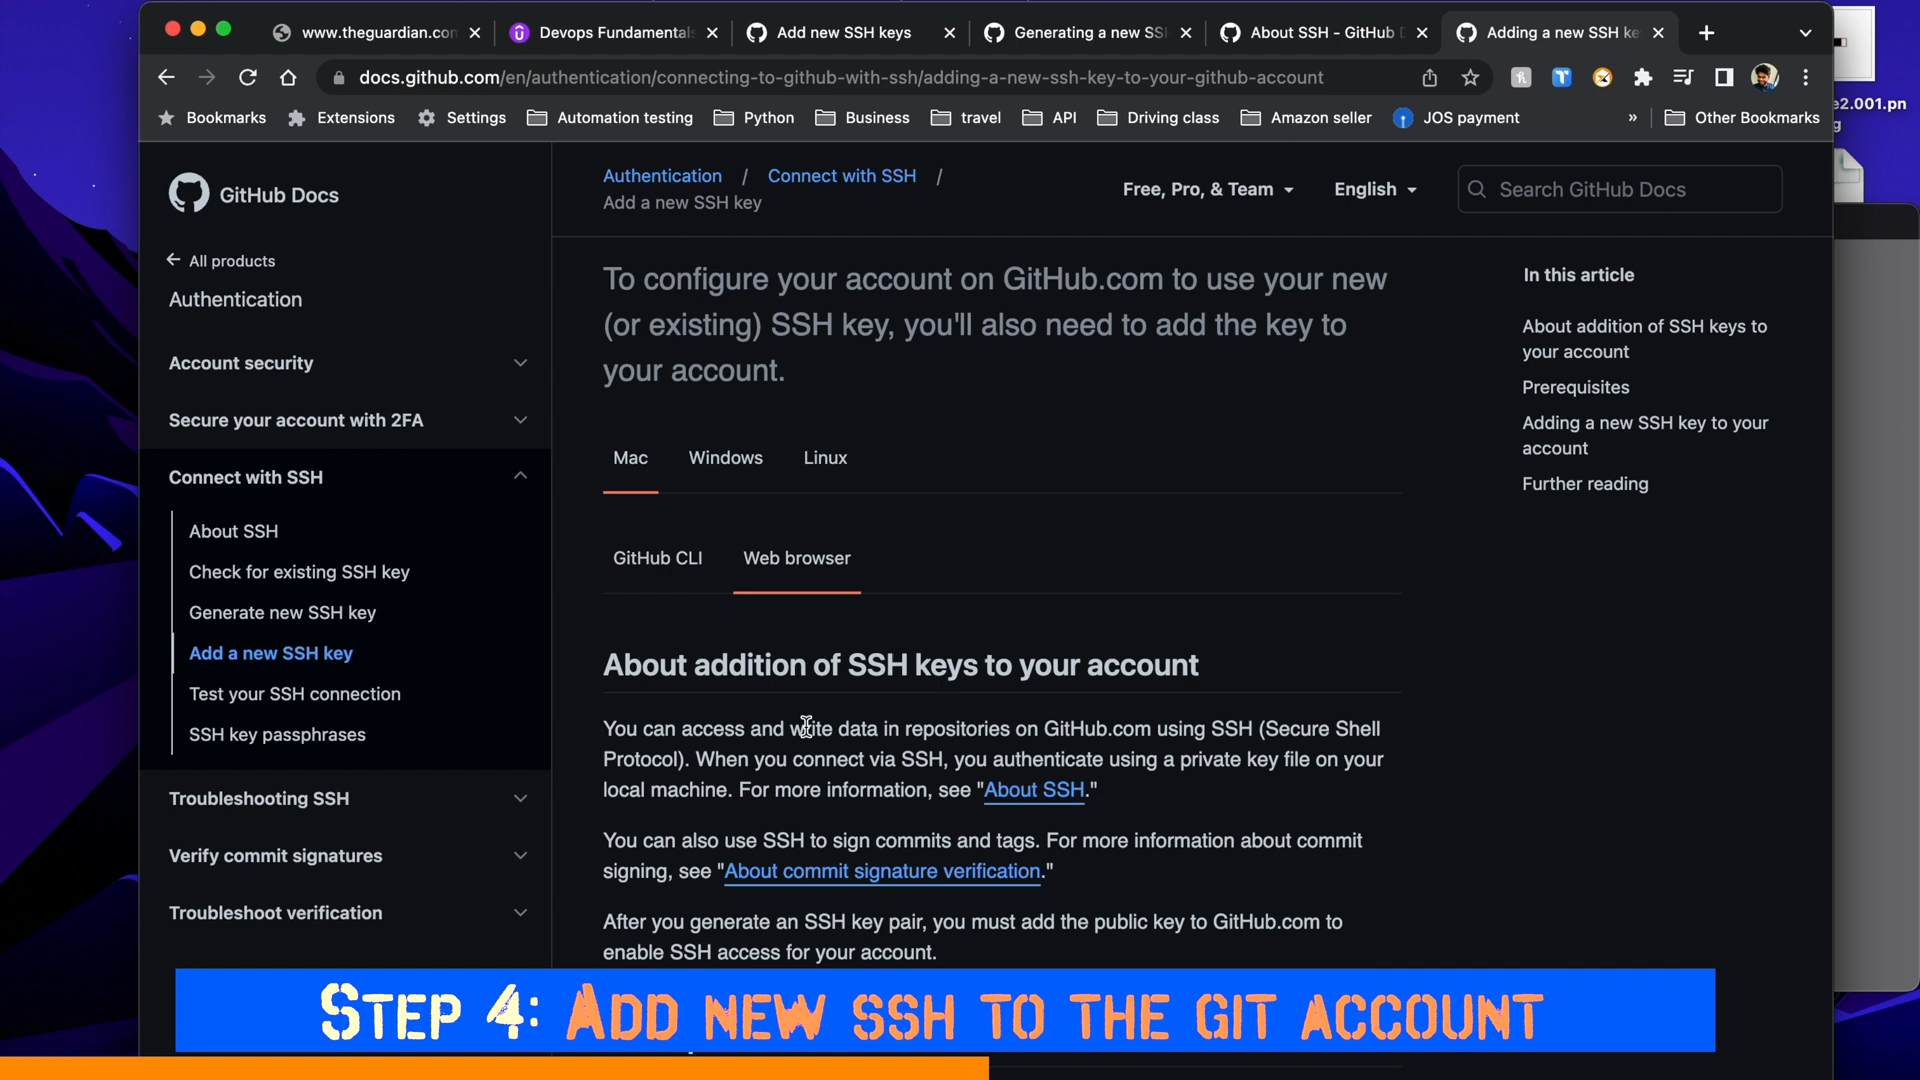 www.theguardian.con
Devops Fundamentals
Add new SSH keys
Generating a new SSH
About SSH - GitHub D
Adding a new SSH ke
docs.github.com/en/authentication/connecting-to-github-with-ssh/adding-a-new-ssh-key-to-your-github-account
Bookmarks
Extensions
Settings
Automation testing
Python
Business
travel
API
Driving class
Amazon seller
JOS payment
»
Other Bookmarks
e2.001.pn
g
GitHub Docs
All products
Authentication
Account security
Secure your account with 2FA
Connect with SSH
About SSH
Check for existing SSH key
Generate new SSH key
Add a new SSH key
Test your SSH connection
SSH key passphrases
Troubleshooting SSH
Verify commit signatures
Troubleshoot verification
Authentication / Connect with SSH /
Add a new SSH key
Free, Pro, & Team
English
Search GitHub Docs
To configure your account on GitHub.com to use your new
(or existing) SSH key, you'll also need to add the key to
your account.
Mac Windows Linux
GitHub CLI Web browser
About addition of SSH keys to your account
You can access and write data in repositories on GitHub.com using SSH (Secure Shell
Protocol). When you connect via SSH, you authenticate using a private key file on your
local machine. For more information, see "About SSH."
You can also use SSH to sign commits and tags. For more information about commit
signing, see "About commit signature verification."
After you generate an SSH key pair, you must add the public key to GitHub.com to
enable SSH access for your account.
In this article
About addition of SSH keys to
your account
Prerequisites
Adding a new SSH key to your
account
Further reading
Step 4: Add new ssh to the git account